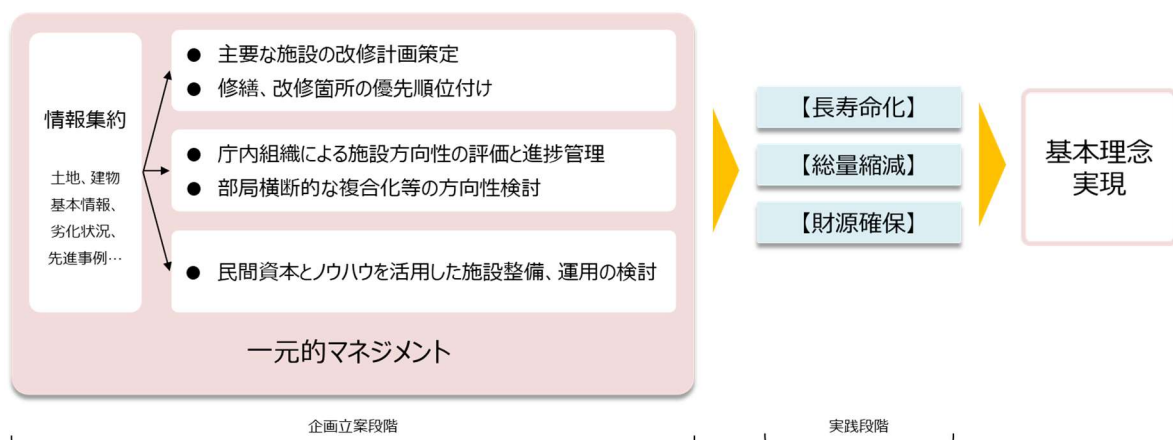 情報集約
土地、建物
基本情報、
劣化状況、
先進事例…
● 主要な施設の改修計画策定
● 修繕、改修箇所の優先順位付け
● 庁内組織による施設方向性の評価と進捗管理
● 部局横断的な複合化等の方向性検討
● 民間資本とノウハウを活用した施設整備、運用の検討
一元的マネジメント
【長寿命化】
【総量縮減】
【財源確保】
基本理念
実現
企画立案段階
実践段階